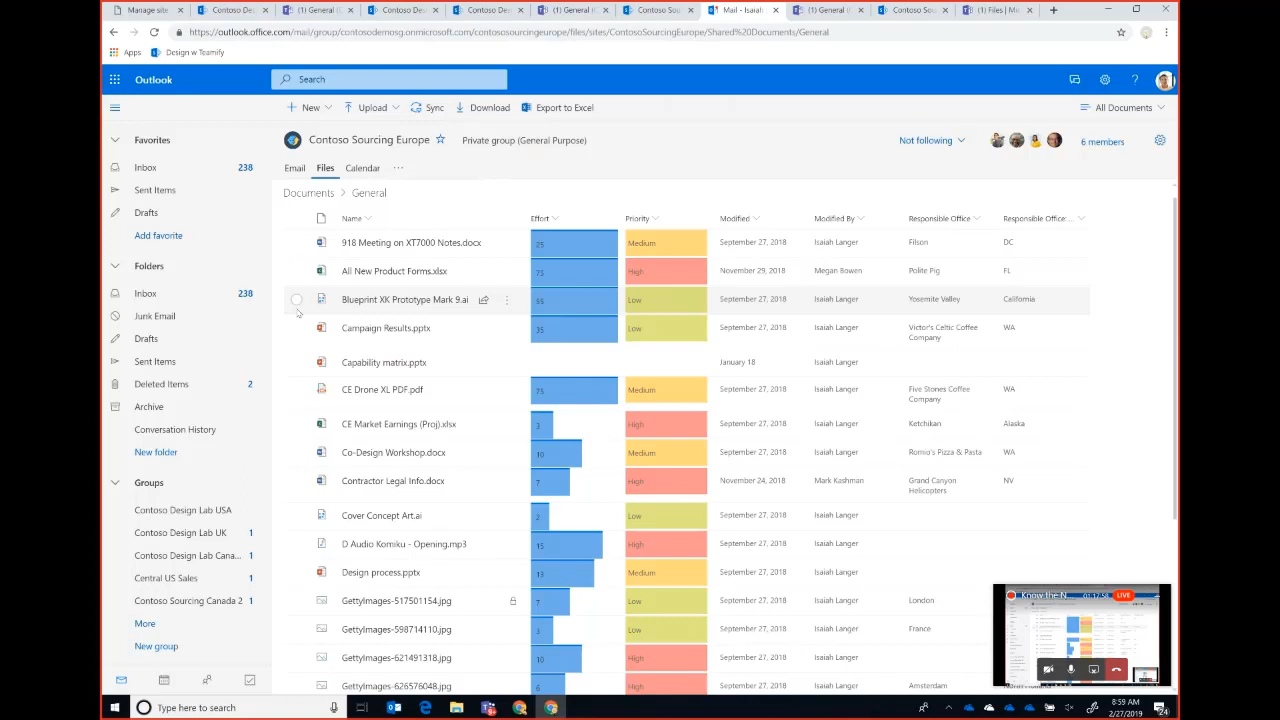 Manage site
Contoso De
(1) General (
Contoso De
Contoso De
(1) General (
Contoso Sou
Mail - Isaiah
(1) General (
Contoso Sou
(1) Files | Mic
https://outlook.office.com/mail/group/contosodemosg.onmicrosoft.com/contososourcingeurope/files/sites/ContosoSourcingEurope/Shared%20Documents/General
Apps Design w Teamify
Outlook Search
New Upload Sync Download Export to Excel All Documents
Favorites
Inbox 238
Sent Items
Drafts
Add favorite
Folders
Inbox 238
Junk Email
Drafts
Sent Items
Deleted Items 2
Archive
Conversation History
New folder
Groups
Contoso Design Lab USA
Contoso Design Lab UK 1
Contoso Design Lab Cana... 1
Central US Sales 1
Contoso Sourcing Canada 2 1
More
New group
Contoso Sourcing Europe Private group (General Purpose) Not following 6 members
Email Files Calendar ...
Documents > General
Name Effort Priority Modified Modified By Responsible Office Responsible Office: ...
918 Meeting on XT7000 Notes.docx 25 Medium September 27, 2018 Isaiah Langer Filson DC
All New Product Forms.xlsx 75 High November 29, 2018 Megan Bowen Polite Pig FL
Blueprint XK Prototype Mark 9.ai Low September 27, 2018 Isaiah Langer Yosemite Valley California
Campaign Results.pptx 35 Low September 27, 2018 Isaiah Langer Victor's Celtic Coffee WA
Company
Capability matrix.pptx January 18 Isaiah Langer
CE Drone XL PDF.pdf 75 Medium September 27, 2018 Isaiah Langer Five Stones Coffee WA
Company
CE Market Earnings (Proj).xlsx 3 High September 27, 2018 Isaiah Langer Ketchikan Alaska
Co-Design Workshop.docx 10 Medium September 27, 2018 Isaiah Langer Romio's Pizza & Pasta WA
Contractor Legal Info.docx 7 High November 24, 2018 Mark Kashman Grand Canyon NV
Helicopters
Cover Concept Art.ai 2 Low September 27, 2018 Isaiah Langer
D Audio Komiku - Opening.mp3 15 High September 27, 2018 Isaiah Langer
Design process.pptx 13 Medium September 27, 2018 Isaiah Langer
GettyImages-517501154.jpg 7 Low September 27, 2018 Isaiah Langer London
3 Low September 27, 2018 Isaiah Langer France
10 High September 27, 2018 Isaiah Langer
GettyImages-626576048.jpg 6 High September 27, 2018 Isaiah Langer Amsterdam
Know the N LIVE
Type here to search
8:59 AM
2/27/2019
24